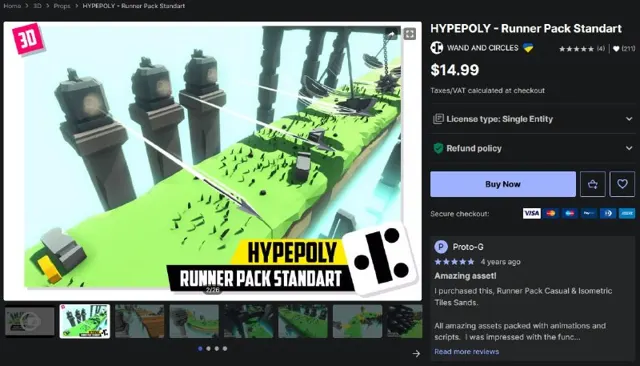 Home > 3D > Props > HYPEPOLY - Runner Pack Standart
3D
HYPEPOLY
RUNNER PACK STANDART
2/26
HYPEPOLY - Runner Pack Standart
WAND AND CIRCLES
(4) | (211)
$14.99
Taxes/VAT calculated at checkout
License type: Single Entity
Refund policy
Buy Now
Secure checkout:
VISA
P Proto-G
4 years ago
Amazing asset!
I purchased this, Runner Pack Casual & Isometric
Tiles Sands.
All amazing assets packed with animations and
scripts. i was impressed with the func...
Read more reviews